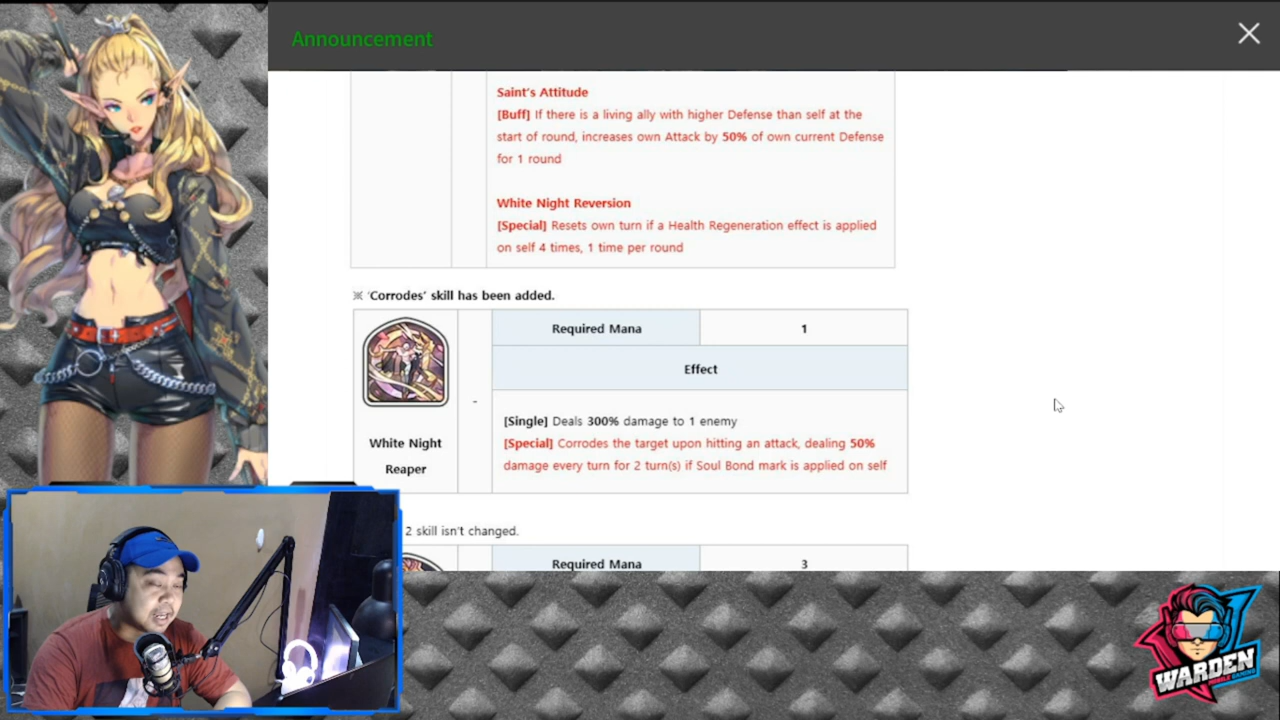 Announcement
Saint's Attitude
[Buff] If there is a living ally with higher Defense than self at the
start of round, increases own Attack by 50% of own current Defense
for 1 round
White Night Reversion
[Special] Resets own turn if a Health Regeneration effect is applied
on self 4 times, 1 time per round
※ 'Corrodes' skill has been added.
Required Mana
1
Effect
-
White Night
Reaper
[Single] Deals 300% damage to 1 enemy
[Special] Corrodes the target upon hitting an attack, dealing 50%
damage every turn for 2 turn(s) if Soul Bond mark is applied on self
2 skill isn't changed.
Required Mana
3
WARDEN
MOBILE GAMING